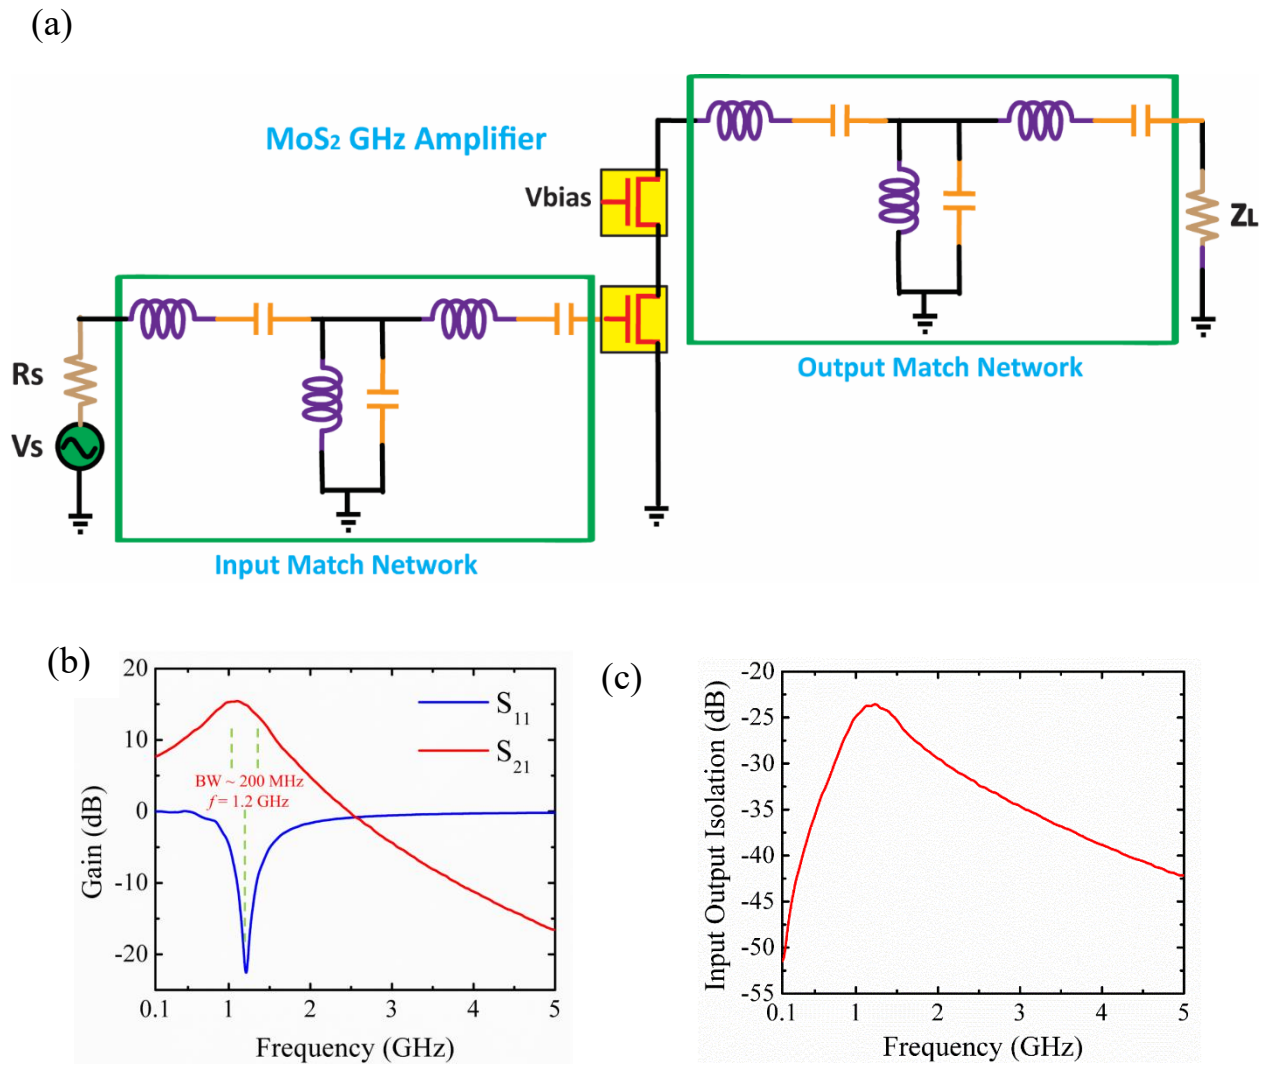 (a)
MoS2 GHz Amplifier
Vbias
ZL
Output Match Network
Rs
Vs
Input Match Network
(b)
20
10
0
-10
-20
Gain (dB)
S11
S21
BW ~ 200 MHz
f = 1.2 GHz
0.1 1 2 3 4 5
Frequency (GHz)
(c)
-20
-25
-30
-35
-40
-45
-50
-55
Input Output Isolation (dB)
0.1 1 2 3 4 5
Frequency (GHz)